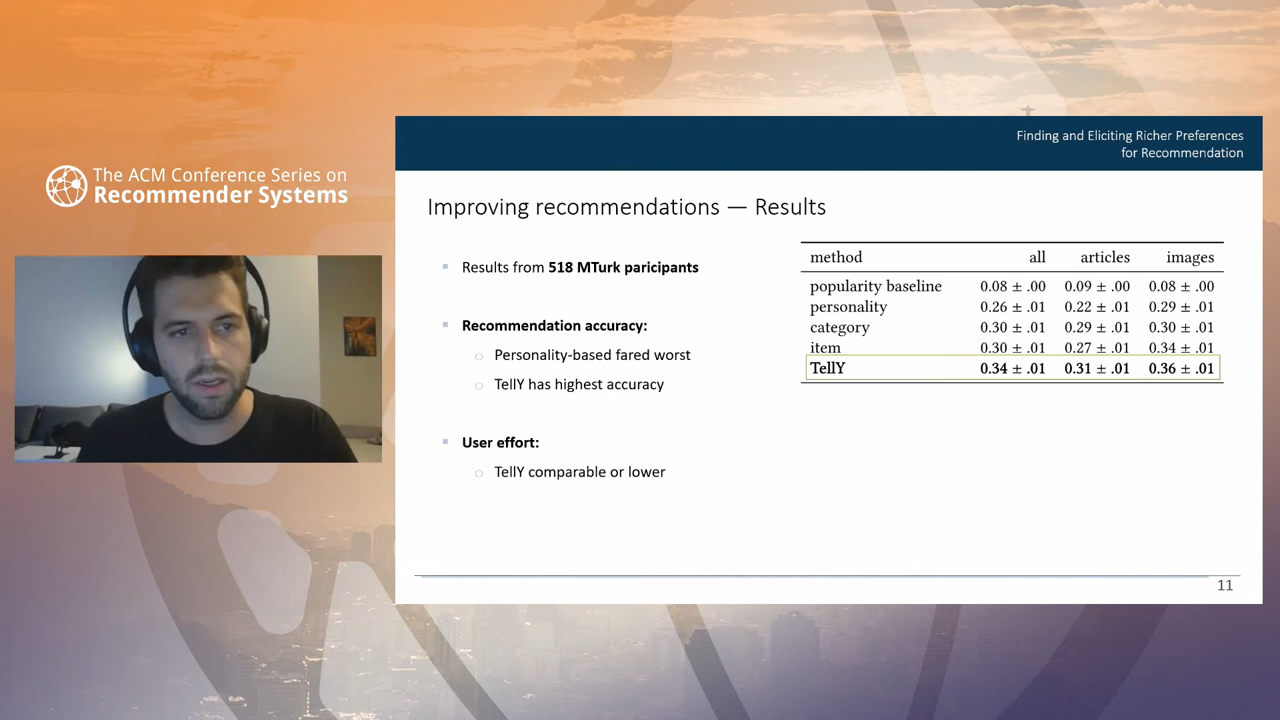 The ACM Conference Series on
Recommender Systems
Finding and Eliciting Richer Preferences
for Recommendation
Improving recommendations — Results
Results from 518 MTurk paricipants
Recommendation accuracy:
Personality-based fared worst
TellY has highest accuracy
User effort:
TellY comparable or lower
method all articles images
popularity baseline 0.08 ± .00 0.09 ± .00 0.08 ± .00
personality 0.26 ± .01 0.22 ± .01 0.29 ± .01
category 0.30 ± .01 0.29 ± .01 0.30 ± .01
item 0.30 ± .01 0.27 ± .01 0.34 ± .01
TellY 0.34 ± .01 0.31 ± .01 0.36 ± .01
11